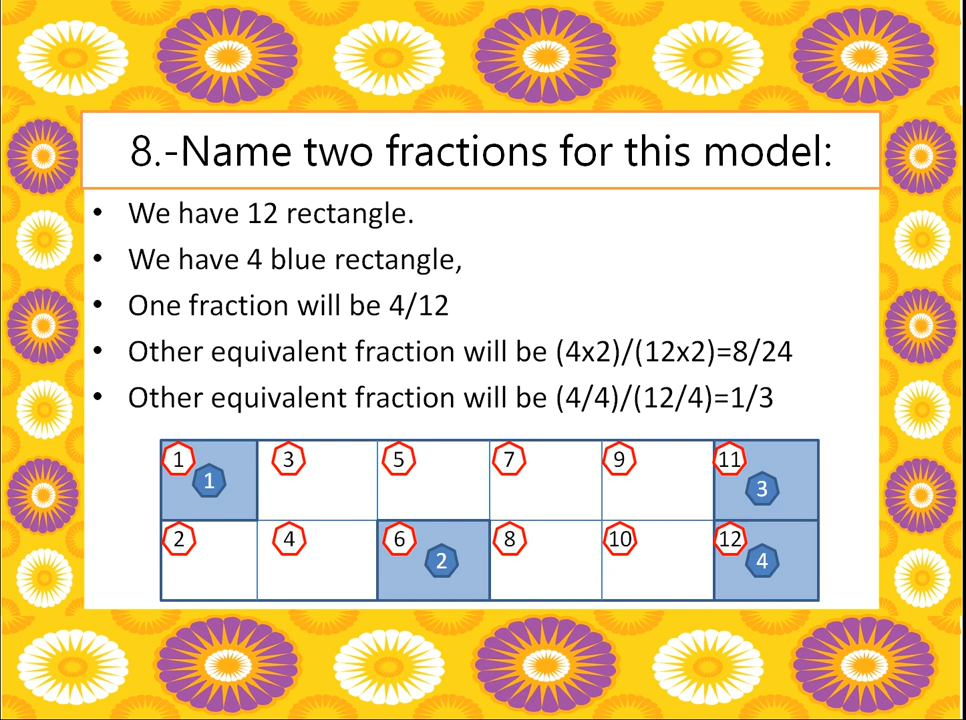 8.-Name two fractions for this model:
• We have 12 rectangle.
• We have 4 blue rectangle,
• One fraction will be 4/12
• Other equivalent fraction will be (4x2)/(12x2)=8/24
• Other equivalent fraction will be (4/4)/(12/4)=1/3
1 3 5 7 9 11
1 3
2 4 6 8 10 12
2 4